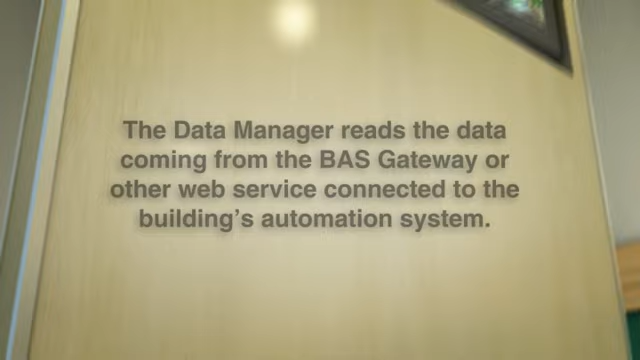 The Data Manager reads the data
coming from the BAS Gateway or
other web service connected to the
building’s automation system.